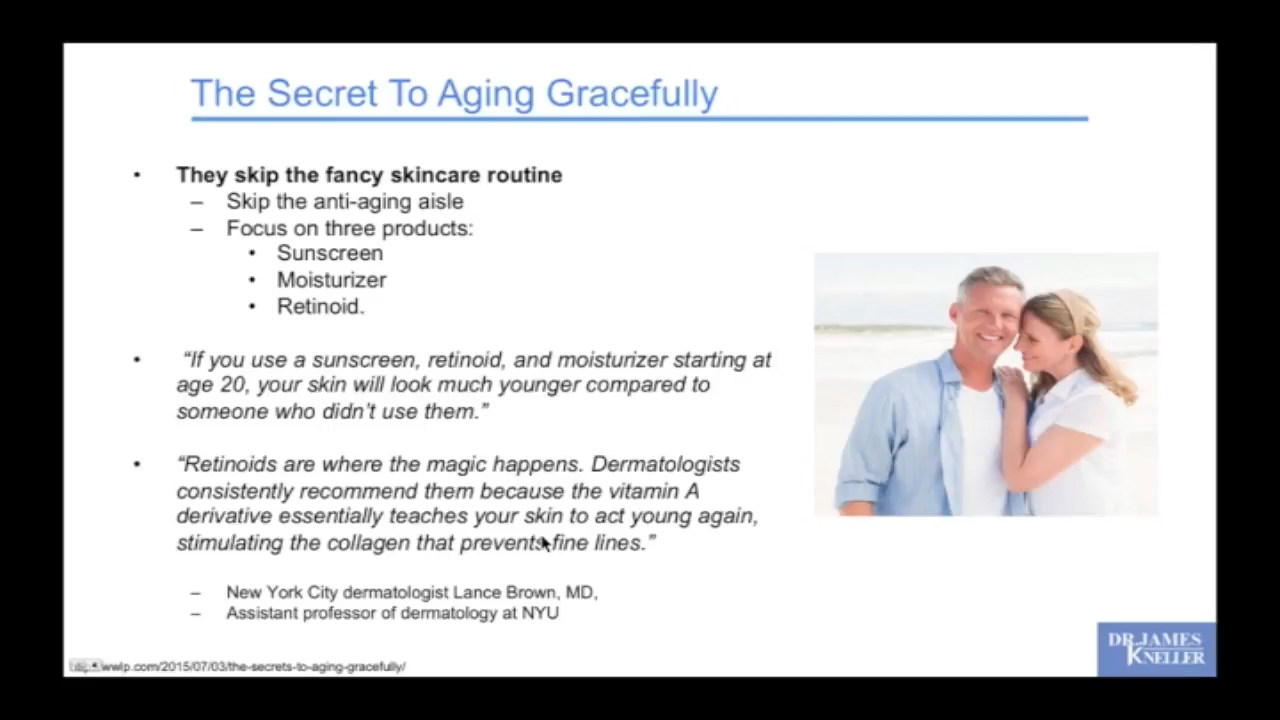 The Secret To Aging Gracefully
• They skip the fancy skincare routine
– Skip the anti-aging aisle
– Focus on three products:
• Sunscreen
• Moisturizer
• Retinoid.
• “If you use a sunscreen, retinoid, and moisturizer starting at
age 20, your skin will look much younger compared to
someone who didn’t use them.”
• “Retinoids are where the magic happens. Dermatologists
consistently recommend them because the vitamin A
derivative essentially teaches your skin to act young again,
stimulating the collagen that prevents fine lines.”
– New York City dermatologist Lance Brown, MD,
– Assistant professor of dermatology at NYU
wwlp.com/2015/07/03/the-secrets-to-aging-gracefully/
DR.JAMES
KNELLER